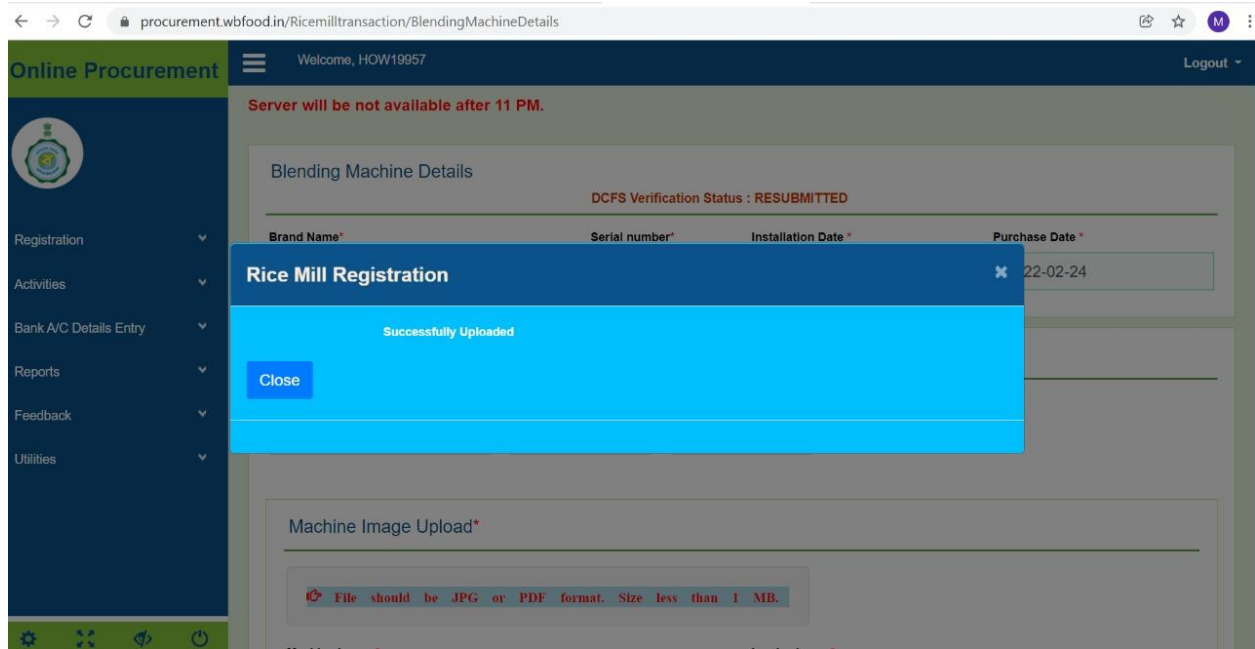 procurement.wbfood.in/Ricemilltransaction/BlendingMachineDetails
M
Online Procurement
Welcome, HOW19957
Logout
Server will be not available after 11 PM.
Blending Machine Details
DCFS Verification Status : RESUBMITTED
Registration
Activities
Bank A/C Details Entry
Reports
Feedback
Utilities
Brand Name*
Serial number*
Installation Date *
Purchase Date *
22-02-24
Rice Mill Registration
×
Successfully Uploaded
Close
Machine Image Upload*
File should be JPG or PDF format. Size less than 1 MB.